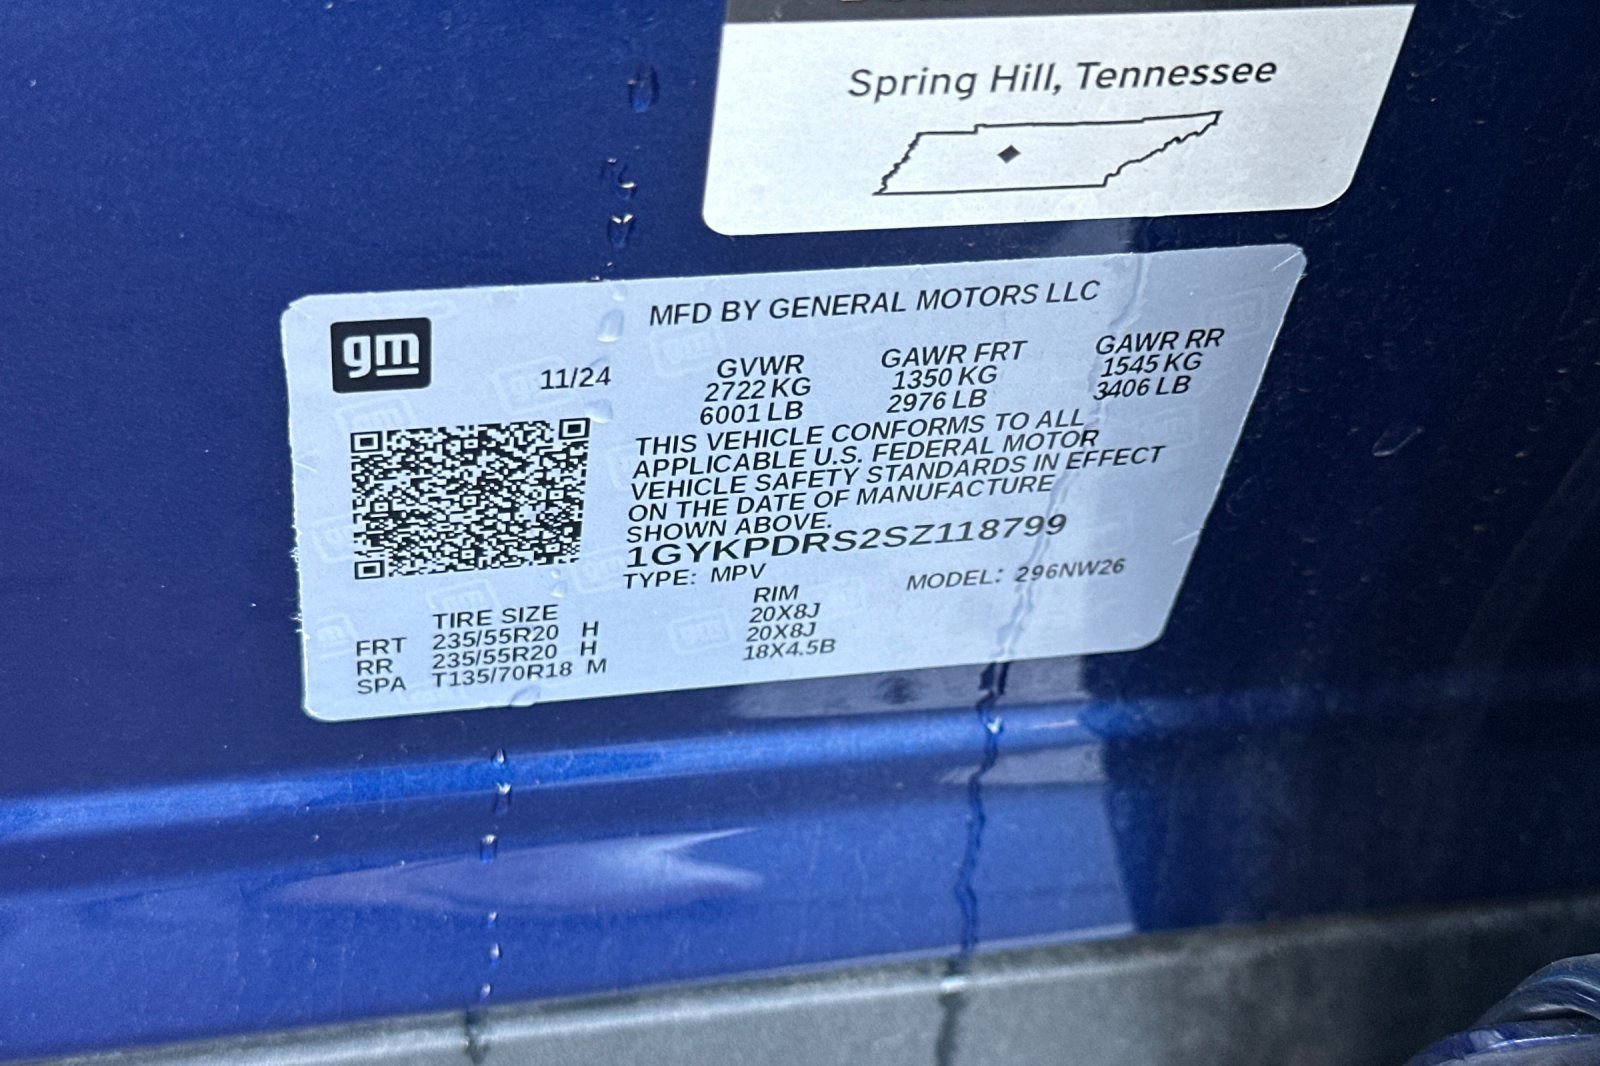 Spring Hill, Tennessee
gm
MFD BY GENERAL MOTORS LLC
11/24
GVWR
2722 KG
6001 LB
GAWR FRT
1350 KG
2976 LB
GAWR RR
1545 KG
3406 LB
THIS VEHICLE CONFORMS TO ALL
APPLICABLE U.S. FEDERAL MOTOR
VEHICLE SAFETY STANDARDS IN EFFECT
ON THE DATE OF MANUFACTURE
SHOWN ABOVE.
1GYKPDRS2SZ118799
TYPE: MPV MODEL: 296NW26
TIRE SIZE RIM
FRT 235/55R20 H 20X8J
RR 235/55R20 H 20X8J
SPA T135/70R18 M 18X4.5B